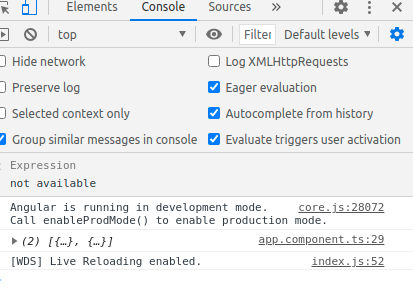 Elements Console Sources »
top Filter Default levels
Hide network Log XMLHttpRequests
Preserve log Eager evaluation
Selected context only Autocomplete from history
Group similar messages in console Evaluate triggers user activation
Expression
not available
Angular is running in development mode. core.js:28072
Call enableProdMode() to enable production mode.
(2) [{…}, {…}] app.component.ts:29
[WDS] Live Reloading enabled. index.js:52